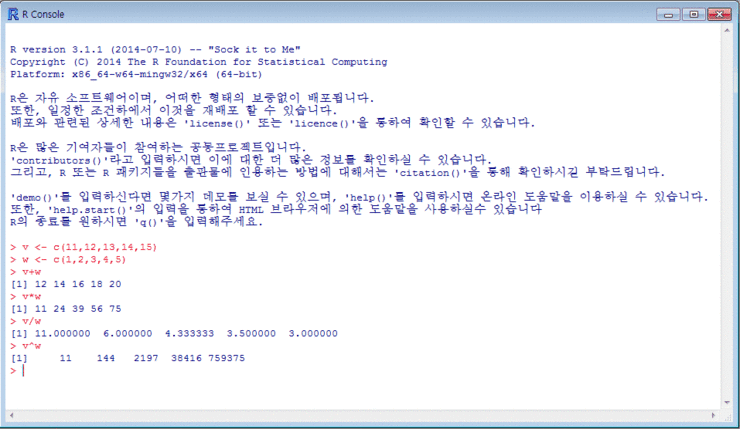 R Console
R version 3.1.1 (2014-07-10) -- "Sock it to Me"
Copyright (C) 2014 The R Foundation for Statistical Computing
Platform: x86_64-w64-mingw32/x64 (64-bit)
R은 자유 소프트웨어이며, 어떠한 형태의 보증없이 배포됩니다.
또한, 일정한 조건하에서 이것을 재배포 할 수 있습니다.
배포와 관련된 상세한 내용은 'license()' 또는 'licence()'을 통하여 확인할 수 있습니다.
R은 많은 기여자들이 참여하는 공동프로젝트입니다.
'contributors()'라고 입력하시면 이에 대한 더 많은 정보를 확인하실 수 있습니다.
그리고, R 또는 R 패키지들을 출판물에 인용하는 방법에 대해서는 'citation()'을 통해 확인하시길 부탁드립니다.
'demo()'를 입력하신다면 몇가지 데모를 보실 수 있으며, 'help()'를 입력하시면 온라인 도움말을 이용하실 수 있습니다.
또한, 'help.start()'의 입력을 통하여 HTML 브라우저에 의한 도움말을 사용하실수 있습니다
R의 종료를 원하시면 'q()'을 입력해주세요.
> v <- c(11,12,13,14,15)
> w <- c(1,2,3,4,5)
> v+w
[1] 12 14 16 18 20
> v*w
[1] 11 24 39 56 75
> v/w
[1] 11.000000  6.000000  4.333333  3.500000  3.000000
> v^w
[1]     11    144   2197  38416 759375
>